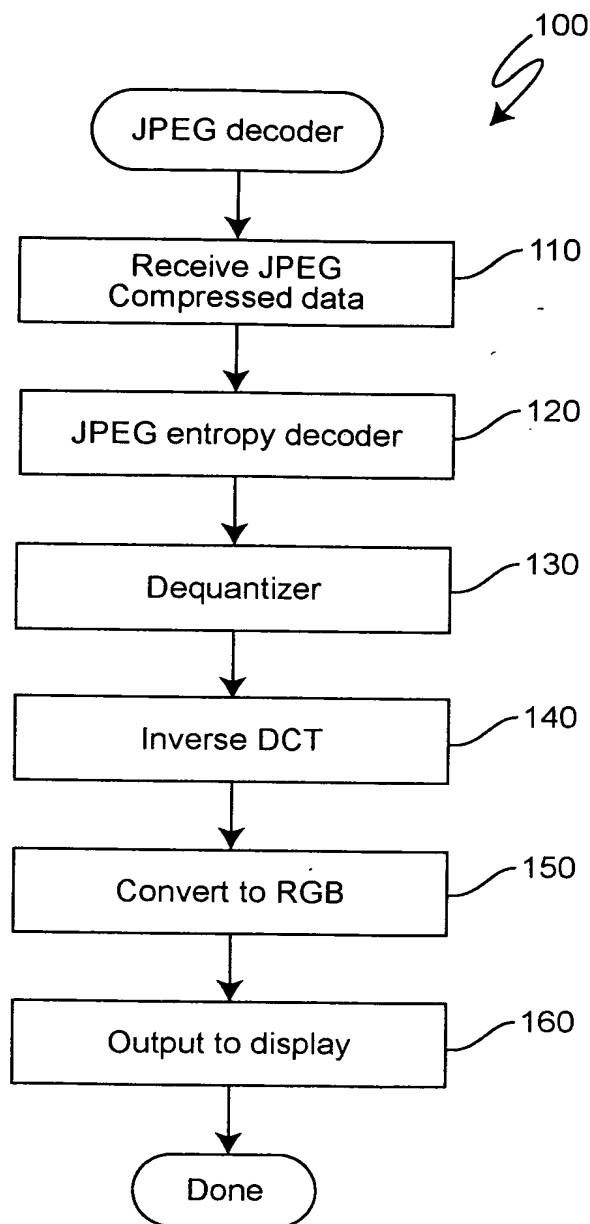 100
JPEG decoder
Receive JPEG
Compressed data
110
JPEG entropy decoder
120
Dequantizer
130
Inverse DCT
140
Convert to RGB
150
Output to display
160
Done